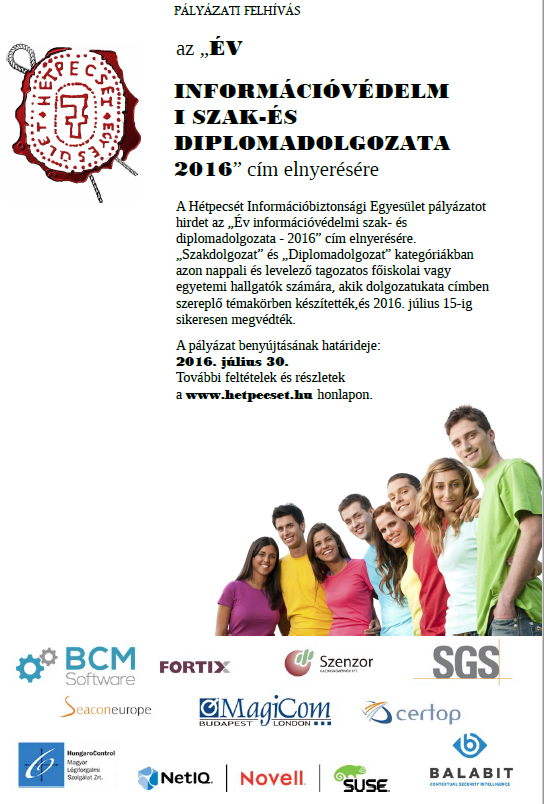 PÁLYÁZATI FELHÍVÁS
az „ÉV
INFORMÁCIÓVÉDELM
I SZAK-ÉS
DIPLOMADOLGOZATA
2016” cím elnyerésére
HÉTPECSÉT EGYESÜLET
7
A Hétpecsét Információbiztonsági Egyesület pályázatot
hirdet az „Év információvédelmi szak- és
diplomadolgozata - 2016” cím elnyerésére.
„Szakdolgozat” és „Diplomadolgozat” kategóriákban
azon nappali és levelező tagozatos főiskolai vagy
egyetemi hallgatók számára, akik dolgozatukata címben
szereplő témakörben készítették,és 2016. július 15-ig
sikeresen megvédték.
A pályázat benyújtásának határideje:
2016. július 30.
További feltételek és részletek
a www.hetpecset.hu honlapon.
BCM
Software
FORTIX
Szenzor
SGS
Seaconeurope
MagiCom
BUDAPEST LONDON
certop
HungaroControl
Magyar
Légiforgalmi
Szolgálat Zrt.
NetIQ.
Novell.
SUSE.
BALABIT
CONTEXTUAL SECURITY INTELLIGENCE